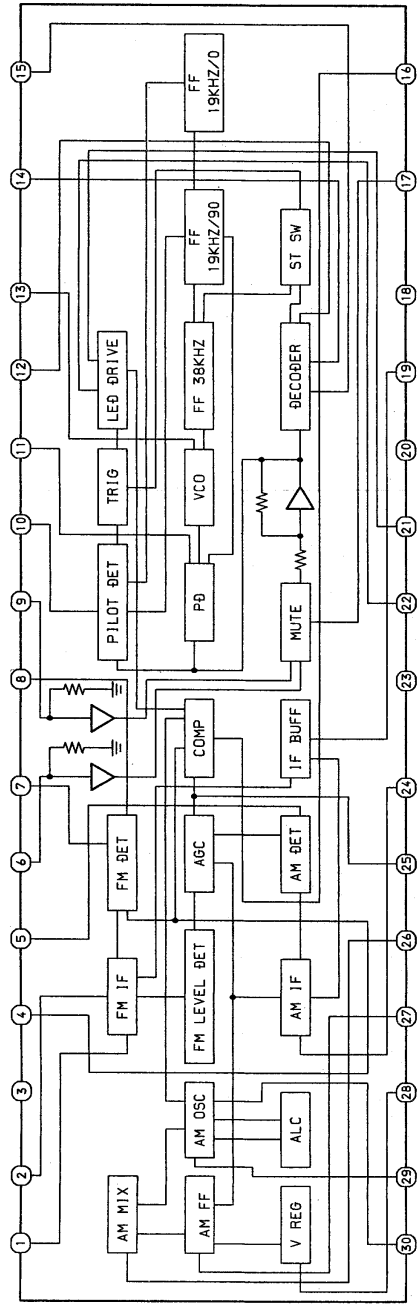 1
2
3
4
5
6
7
8
9
10
11
12
13
14
15
AM MIX
FM IF
FM DET
PILOT DET
TRIG
LED DRIVE
AM FF
AM OSC
FM LEVEL DET
AGC
COMP
PD
VCO
FF 38KHZ
FF
19KHZ/90
FF
19KHZ/0
V REG
ALC
AM IF
AM DET
IF BUFF
MUTE
DECODER
ST SW
30
29
28
27
26
25
24
23
22
21
20
19
18
17
16